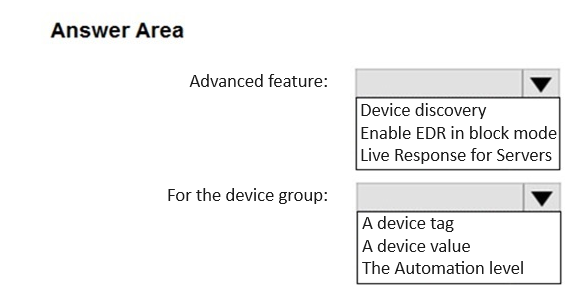 Answer Area
Advanced feature:
Device discovery
Enable EDR in block mode
Live Response for Servers
For the device group:
A device tag
A device value
The Automation level